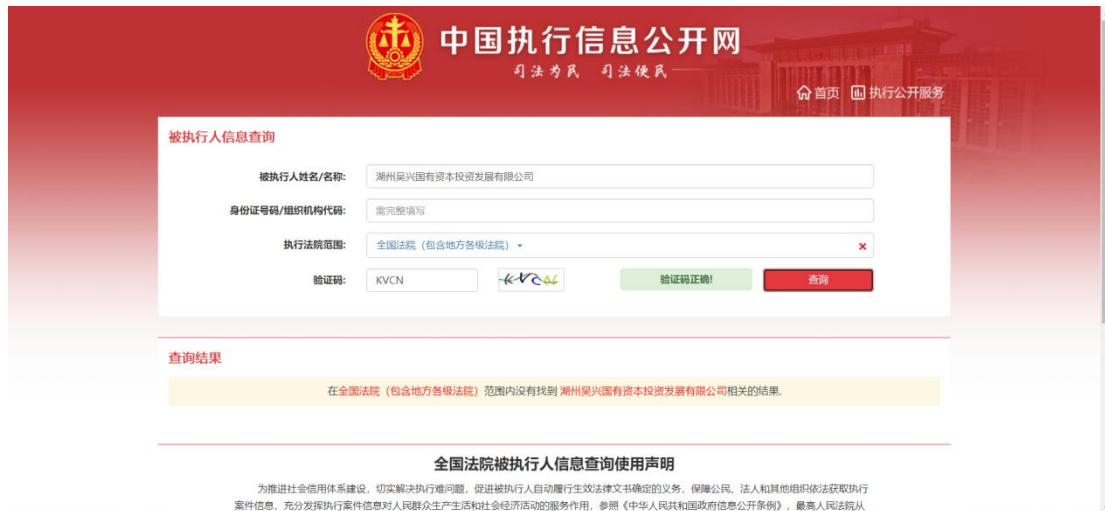 中国执行信息公开网
司法为民 司法便民
首页 执行公开服务
被执行人信息查询
被执行人姓名/名称: 湖州吴兴国有资本投资发展有限公司
身份证号码/组织机构代码: 需完整填写
执行法院范围: 全国法院（包含地方各级法院）
验证码: KVCN KVCN 验证码正确! 查询
查询结果
在全国法院（包含地方各级法院）范围内没有找到 湖州吴兴国有资本投资发展有限公司相关的结果.
全国法院被执行人信息查询使用声明
为推进社会信用体系建设，切实解决执行难问题，促进被执行人自动履行生效法律文书确定的义务，保障公民、法人和其他组织依法获取执行
案件信息，充分发挥执行案件信息对人民群众生产生活和社会经济活动的服务作用，参照《中华人民共和国政府信息公开条例》，最高人民法院从